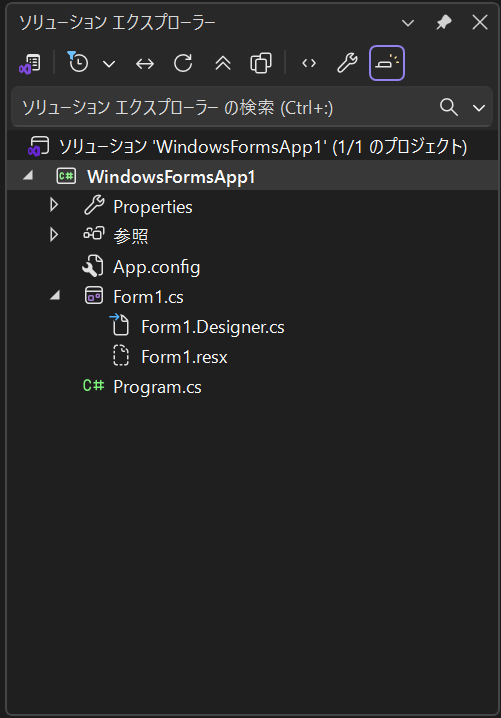 ソリューション エクスプローラー
ソリューション エクスプローラー の検索 (Ctrl+:)
ソリューション 'WindowsFormsApp1' (1/1 のプロジェクト)
C# WindowsFormsApp1
Properties
参照
App.config
Form1.cs
Form1.Designer.cs
Form1.resx
C# Program.cs